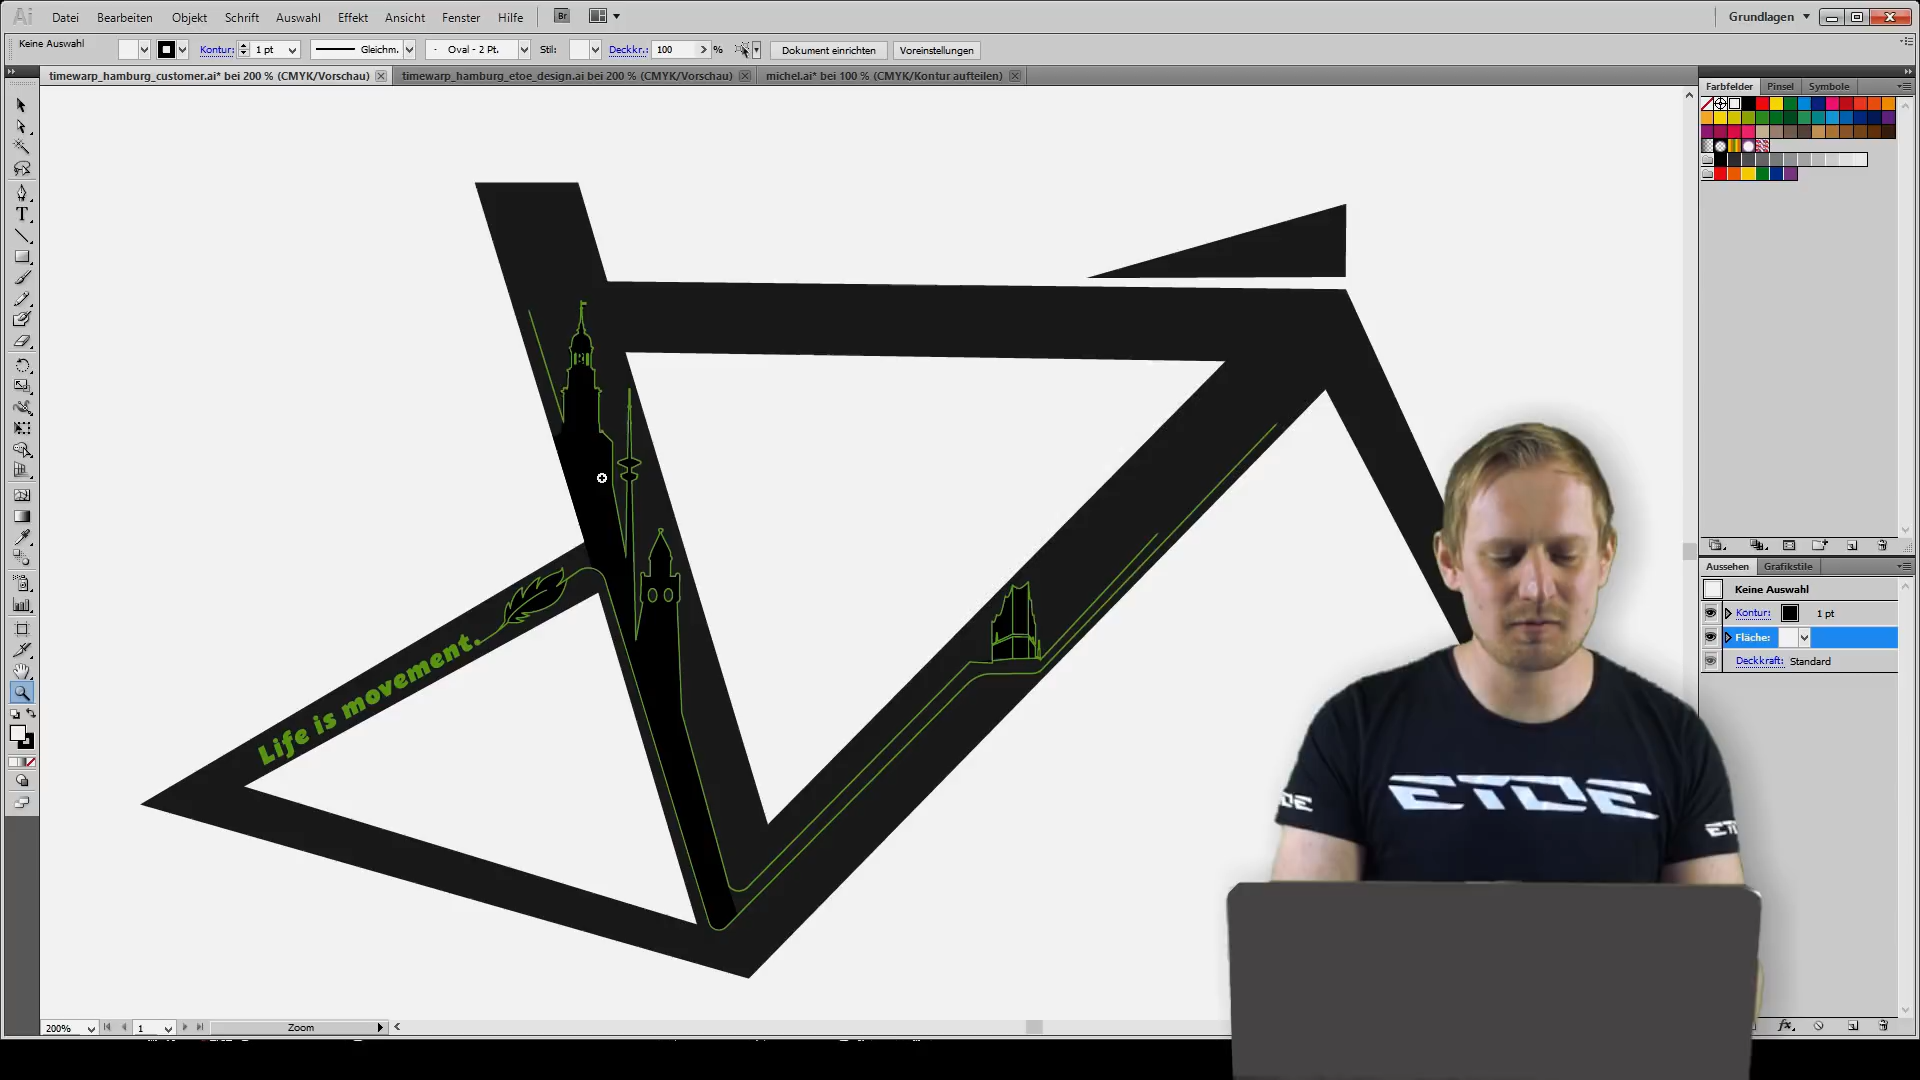 Ai Datei Bearbeiten Objekt Schrift Auswahl Effekt Ansicht Fenster Hilfe Br Grundlagen
Keine Auswahl Kontur: 1 pt Gleichm. Oval - 2 Pt. Stil: Deckkr.: 100 % Dokument einrichten Voreinstellungen
timewarp_hamburg_customer.ai* bei 200 % (CMYK/Vorschau) timewarp_hamburg_etoe_design.ai bei 200 % (CMYK/Vorschau) michel.ai* bei 100 % (CMYK/Kontur aufteilen)
Farbfelder Pinsel Symbole
Life is movement.
Aussehen Grafikstile
Keine Auswahl
Kontur: 1 pt
Fläche:
Deckkraft: Standard
ETOE
200% 1 Zoom
fx